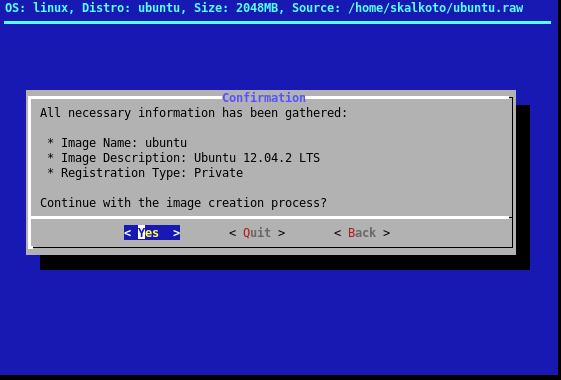 OS: linux, Distro: ubuntu, Size: 2048MB, Source: /home/skalkoto/ubuntu.raw
Confirmation
All necessary information has been gathered:
* Image Name: ubuntu
* Image Description: Ubuntu 12.04.2 LTS
* Registration Type: Private
Continue with the image creation process?
< Yes > < Quit > < Back >